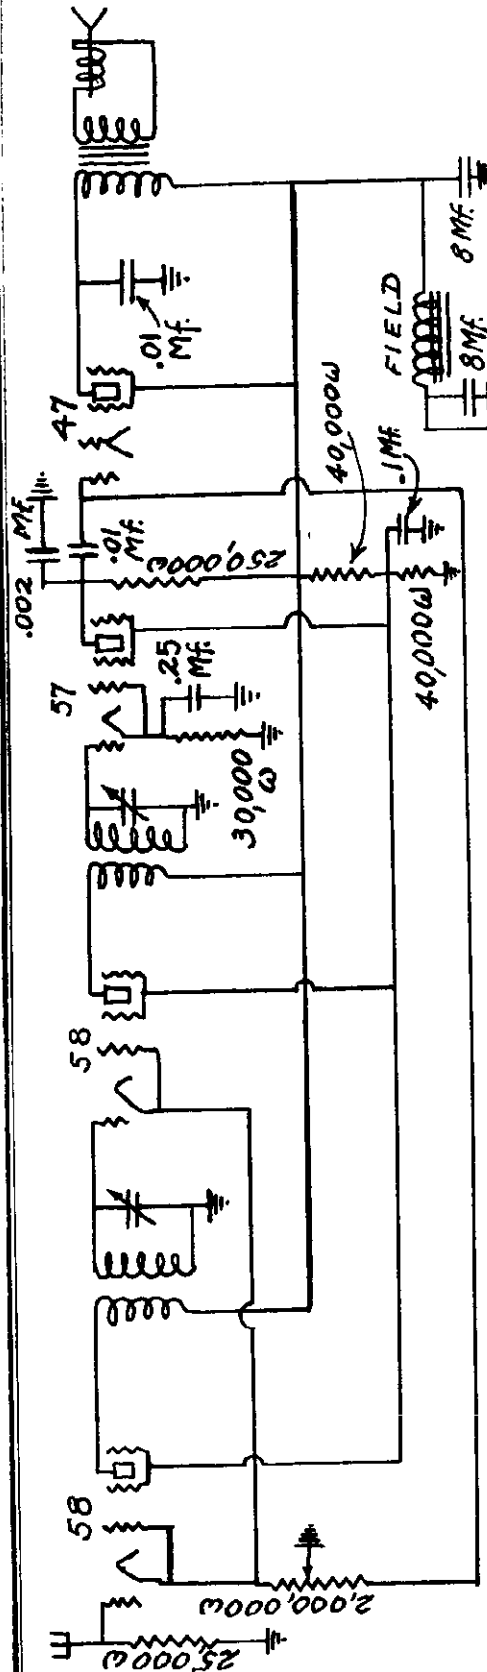 .01
Mf.
47
.002 Mf.
.01
Mf.
250,000ω
40,000ω
.1 Mf.
FIELD
8 Mf.
8 Mf.
57
.25
Mf.
30,000
ω
40,000ω
58
58
25,000ω
2,000,000ω